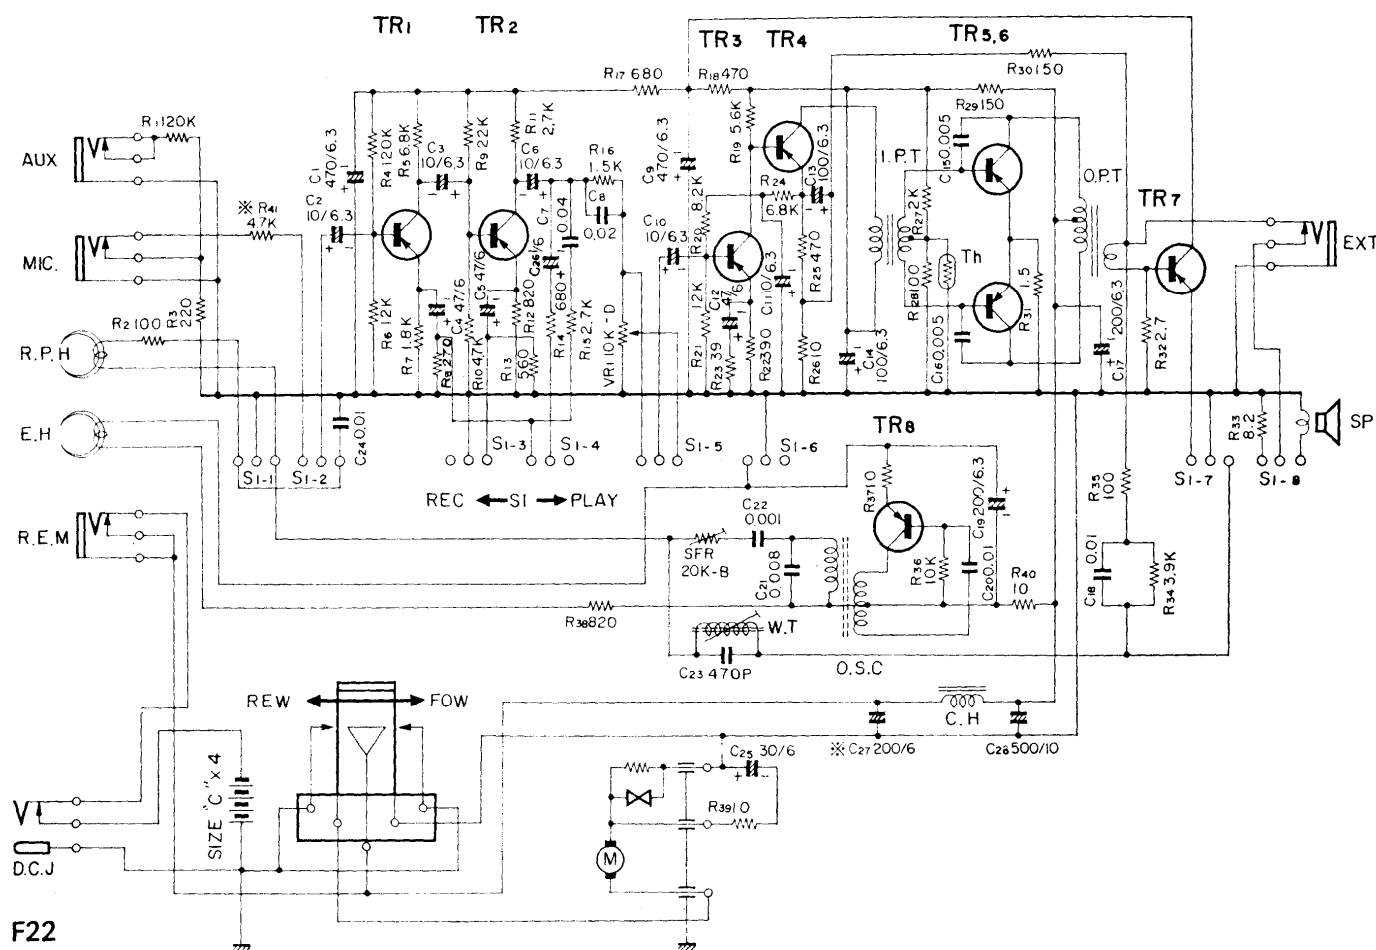 TR1 TR2 TR3 TR4 TR5,6
R17 680
R18 470
R30 150
R29 150
R1 120K
AUX
C1 470/6.3
R4 120K
R5 6.8K
C3 10/6.3
R9 22K
C6 10/6.3
R11 2.7K
R16 1.5K
C8 0.02
C9 470/6.3
R19 5.6K
C13 100/6.3
R24 6.8K
I.P.T
C15 0.005
O.P.T
TR7
※ R41 4.7K
C2 10/6.3
C7 0.04
C10 10/6.3
R20 8.2K
R27 2K
MIC.
EXT
Th
R31 1.5
R25 470
R28 100
C11 10/6.3
C12 47/6
C26 1/6
R2 100
R3 220
R.P.H
R6 12K
R7 1.8K
R8 270
C4 47/6
R10 47K
C5 47/6
R12 820
R13 560
R14 680
R15 2.7K
VR 10K-D
R21 12K
R23 39
R22 390
R26 10
C14 100/6.3
C16 0.005
C17 200/6.3
R32 2.7
E.H
C24 0.01
TR8
R33 8.2
SP
S1-1 S1-2 S1-3 S1-4 S1-5 S1-6 S1-7 S1-8
REC S1 PLAY
R37 10
C19 200/6.3
R35 100
R.E.M
C22 0.001
SFR 20K-B
C21 0.008
R36 10K
C20 0.01
R40 10
C18 0.01
R34 3.9K
R38 820
W.T
C23 470P
O.S.C
REW FOW
C.H
※ C27 200/6
C28 500/10
C25 30/6
SIZE "C" x 4
R39 10
M
D.C.J
F22